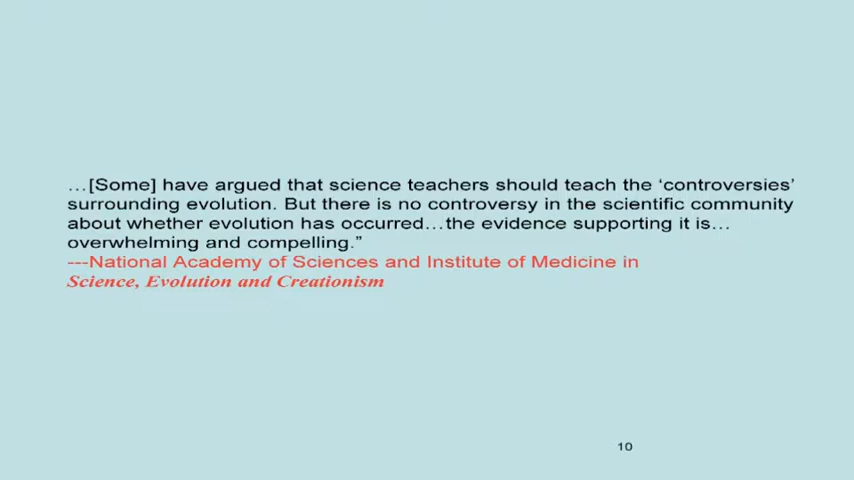 …[Some] have argued that science teachers should teach the ‘controversies’
surrounding evolution. But there is no controversy in the scientific community
about whether evolution has occurred…the evidence supporting it is…
overwhelming and compelling.”
---National Academy of Sciences and Institute of Medicine in
Science, Evolution and Creationism
10